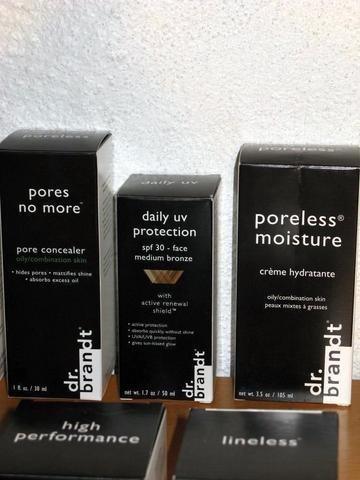 poreless
pores
no more™
pore concealer
oily/combination skin
• hides pores • mattifies shine
• absorbs excess oil
1 fl. oz / 30 ml
dr.
brandt®
daily uv
daily uv
protection
spf 30 - face
medium bronze
with
active renewal
shield™
• active protection
• absorbs quickly without shine
• UVA/UVB protection
• gives sun-kissed glow
net wt. 1.7 oz / 50 ml
dr.
brandt®
poreless
poreless®
moisture
crème hydratante
oily/combination skin
peaux mixtes à grasses
net wt. 3.5 oz / 105 ml
dr.
brandt®
high
performance
lineless®